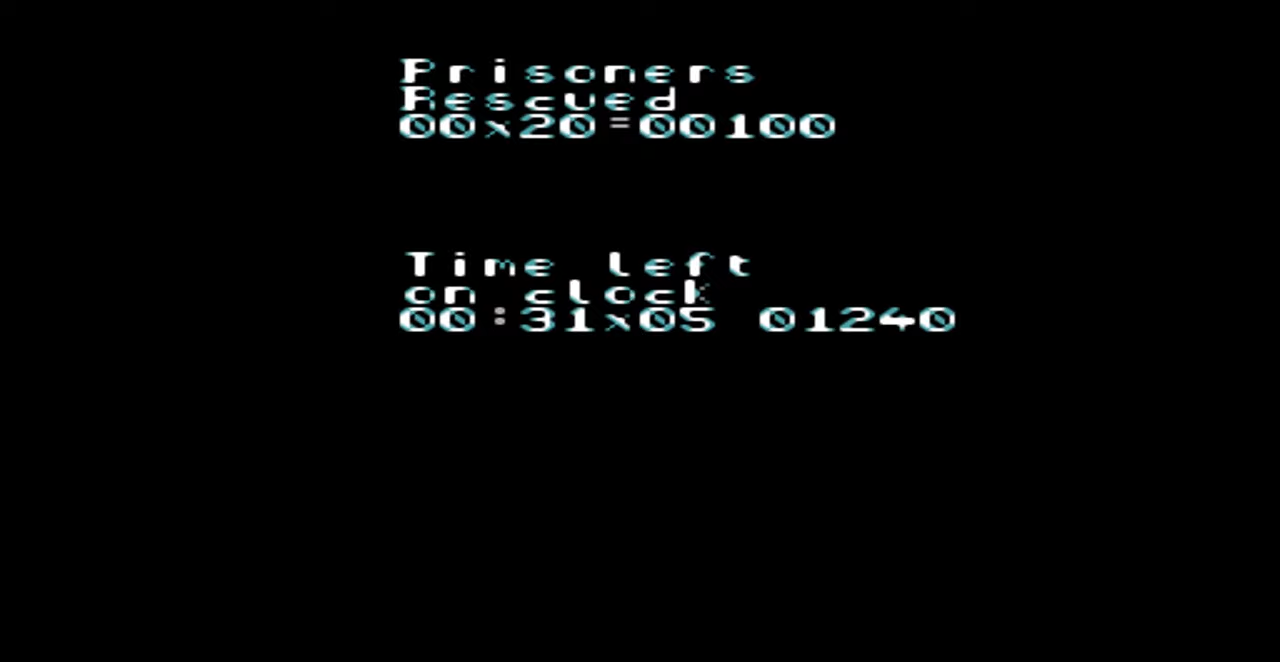 Prisoners
Rescued
00x20=00100
Time left
on clock
00:31x05 01240